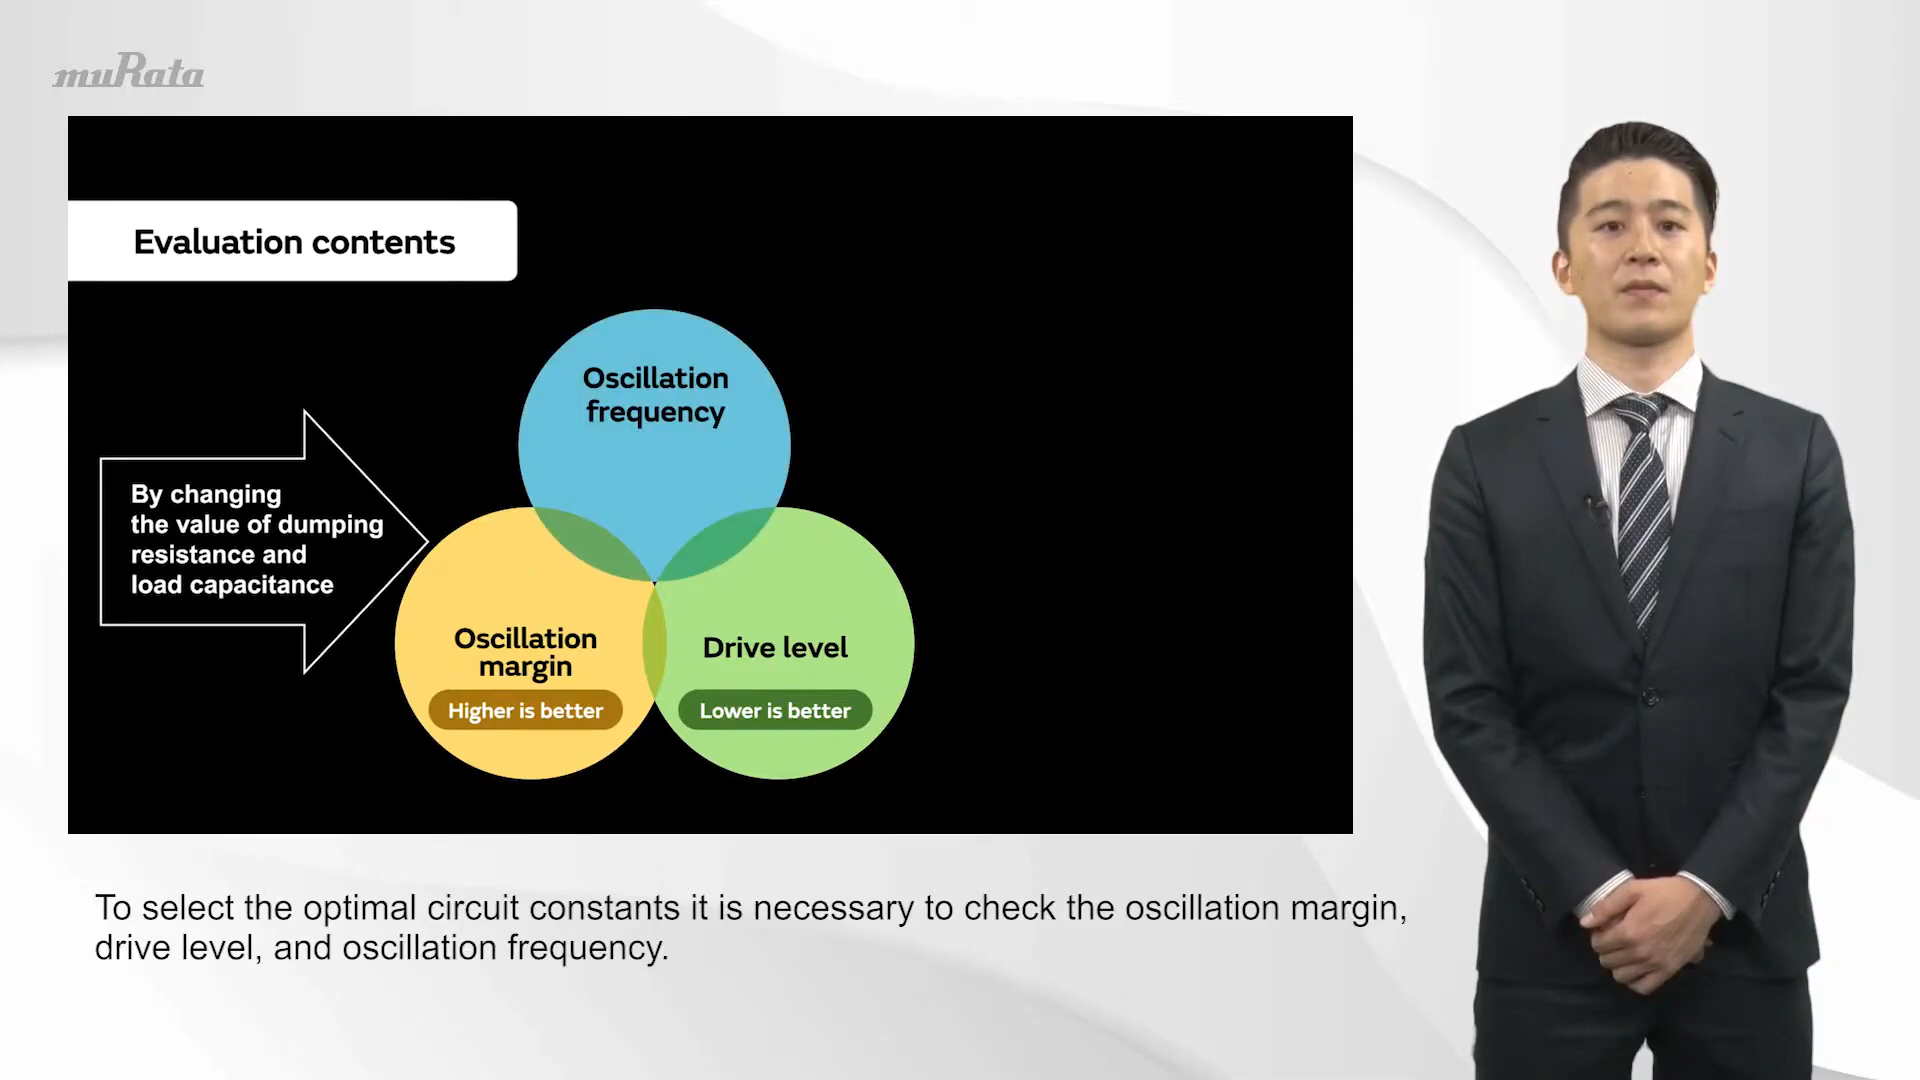 muRata
Evaluation contents
Oscillation
frequency
By changing
the value of dumping
resistance and
load capacitance
Oscillation
margin
Higher is better
Drive level
Lower is better
To select the optimal circuit constants it is necessary to check the oscillation margin,
drive level, and oscillation frequency.